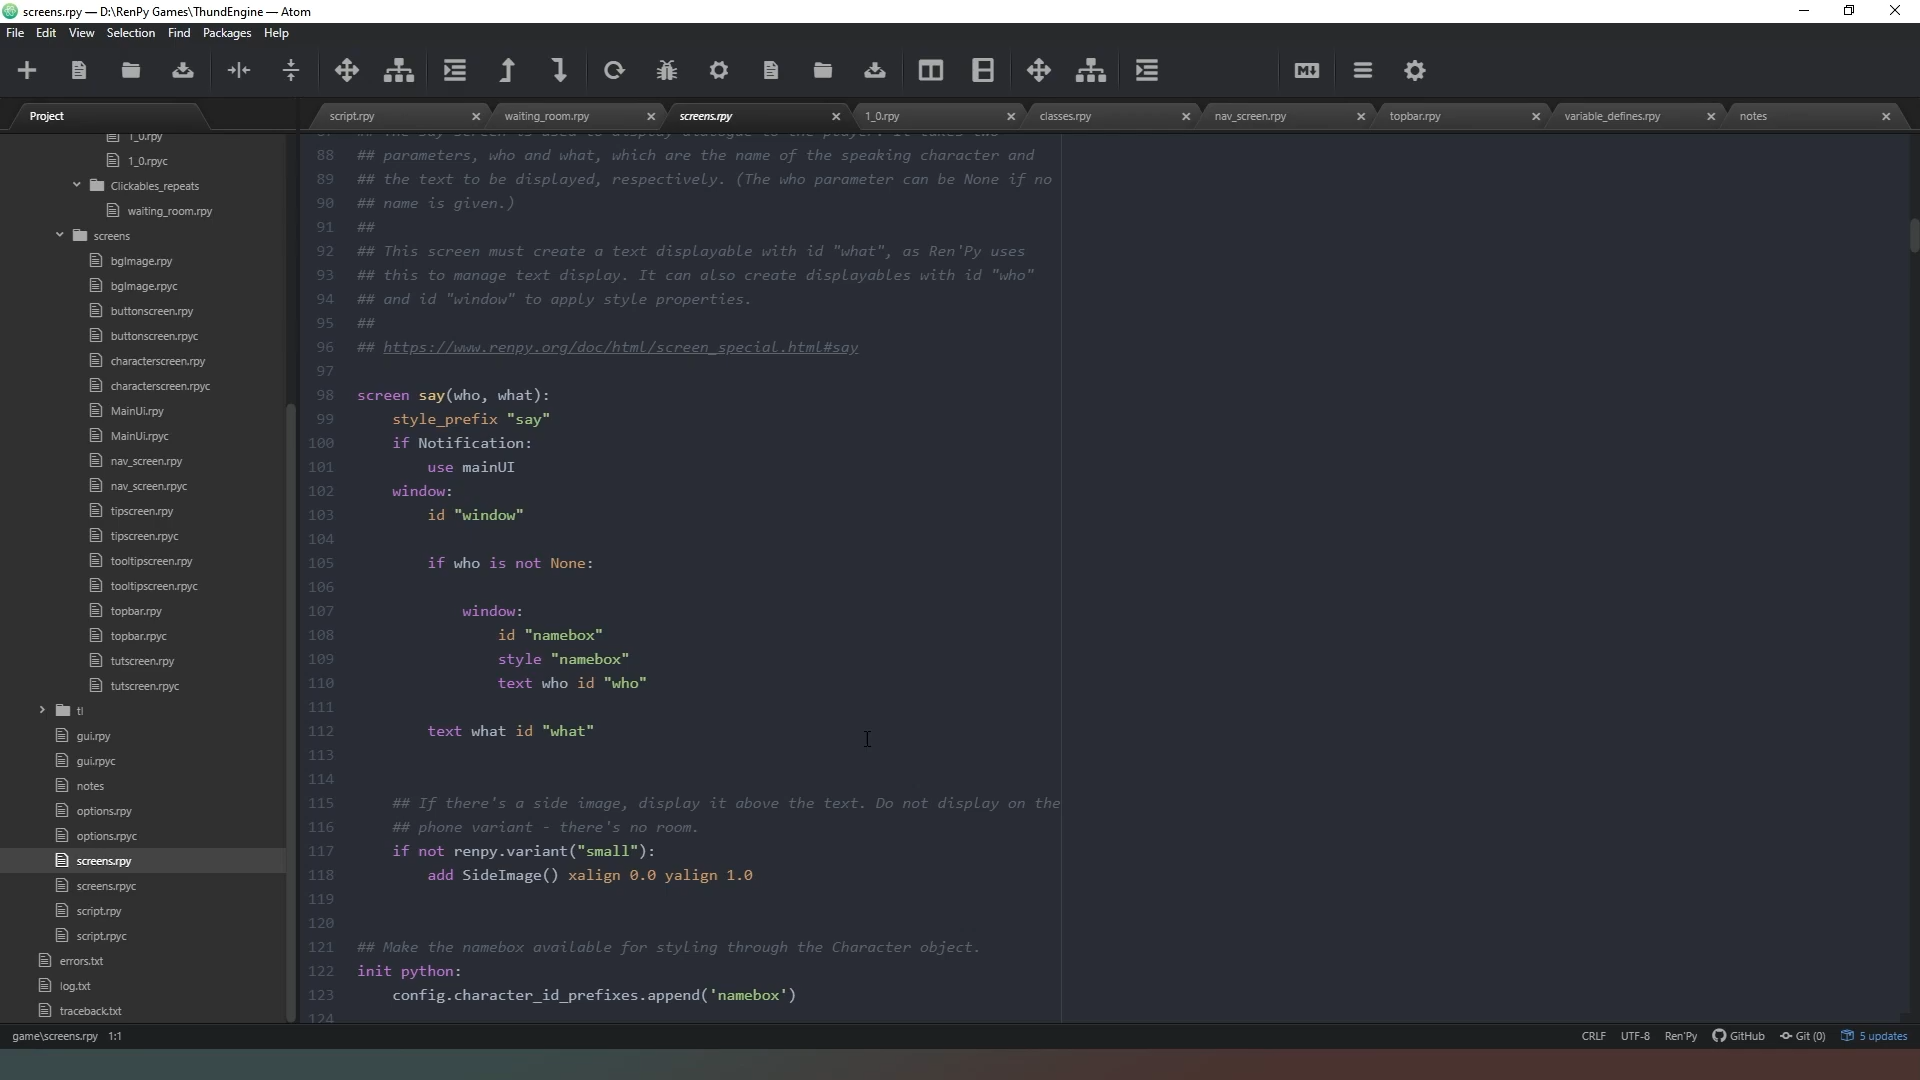 screens.rpy — D:\RenPy Games\ThundEngine — Atom
File Edit View Selection Find Packages Help
Project
script.rpy
waiting_room.rpy
screens.rpy
1_0.rpy
classes.rpy
nav_screen.rpy
topbar.rpy
variable_defines.rpy
notes
1_0.rpy
1_0.rpyc
Clickables_repeats
waiting_room.rpy
screens
bgImage.rpy
bgImage.rpyc
buttonscreen.rpy
buttonscreen.rpyc
characterscreen.rpy
characterscreen.rpyc
MainUi.rpy
MainUi.rpyc
nav_screen.rpy
nav_screen.rpyc
tipscreen.rpy
tipscreen.rpyc
tooltipscreen.rpy
tooltipscreen.rpyc
topbar.rpy
topbar.rpyc
tutscreen.rpy
tutscreen.rpyc
tl
gui.rpy
gui.rpyc
notes
options.rpy
options.rpyc
screens.rpy
screens.rpyc
script.rpy
script.rpyc
errors.txt
log.txt
traceback.txt
87 ## The say screen is used to display dialogue to the player. It takes two
88 ## parameters, who and what, which are the name of the speaking character and
89 ## the text to be displayed, respectively. (The who parameter can be None if no
90 ## name is given.)
91 ##
92 ## This screen must create a text displayable with id "what", as Ren'Py uses
93 ## this to manage text display. It can also create displayables with id "who"
94 ## and id "window" to apply style properties.
95 ##
96 ## https://www.renpy.org/doc/html/screen_special.html#say
97
98 screen say(who, what):
99 style_prefix "say"
100 if Notification:
101 use mainUI
102 window:
103 id "window"
104
105 if who is not None:
106
107 window:
108 id "namebox"
109 style "namebox"
110 text who id "who"
111
112 text what id "what"
113
114
115 ## If there's a side image, display it above the text. Do not display on the
116 ## phone variant - there's no room.
117 if not renpy.variant("small"):
118 add SideImage() xalign 0.0 yalign 1.0
119
120
121 ## Make the namebox available for styling through the Character object.
122 init python:
123 config.character_id_prefixes.append('namebox')
124
game\screens.rpy 1:1
CRLF UTF-8 Ren'Py GitHub Git (0) 5 updates